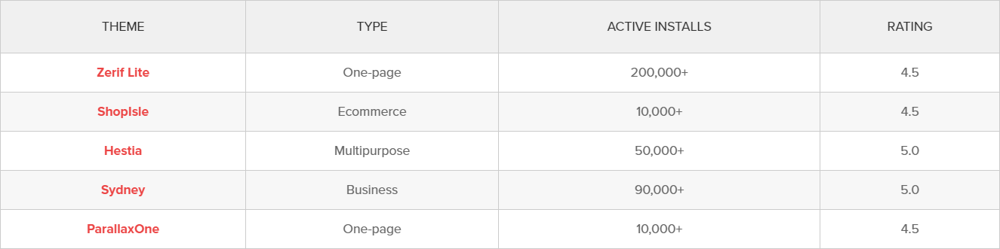 THEME TYPE ACTIVE INSTALLS RATING
Zerif Lite One-page 200,000+ 4.5
ShopIsle Ecommerce 10,000+ 4.5
Hestia Multipurpose 50,000+ 5.0
Sydney Business 90,000+ 5.0
ParallaxOne One-page 10,000+ 4.5